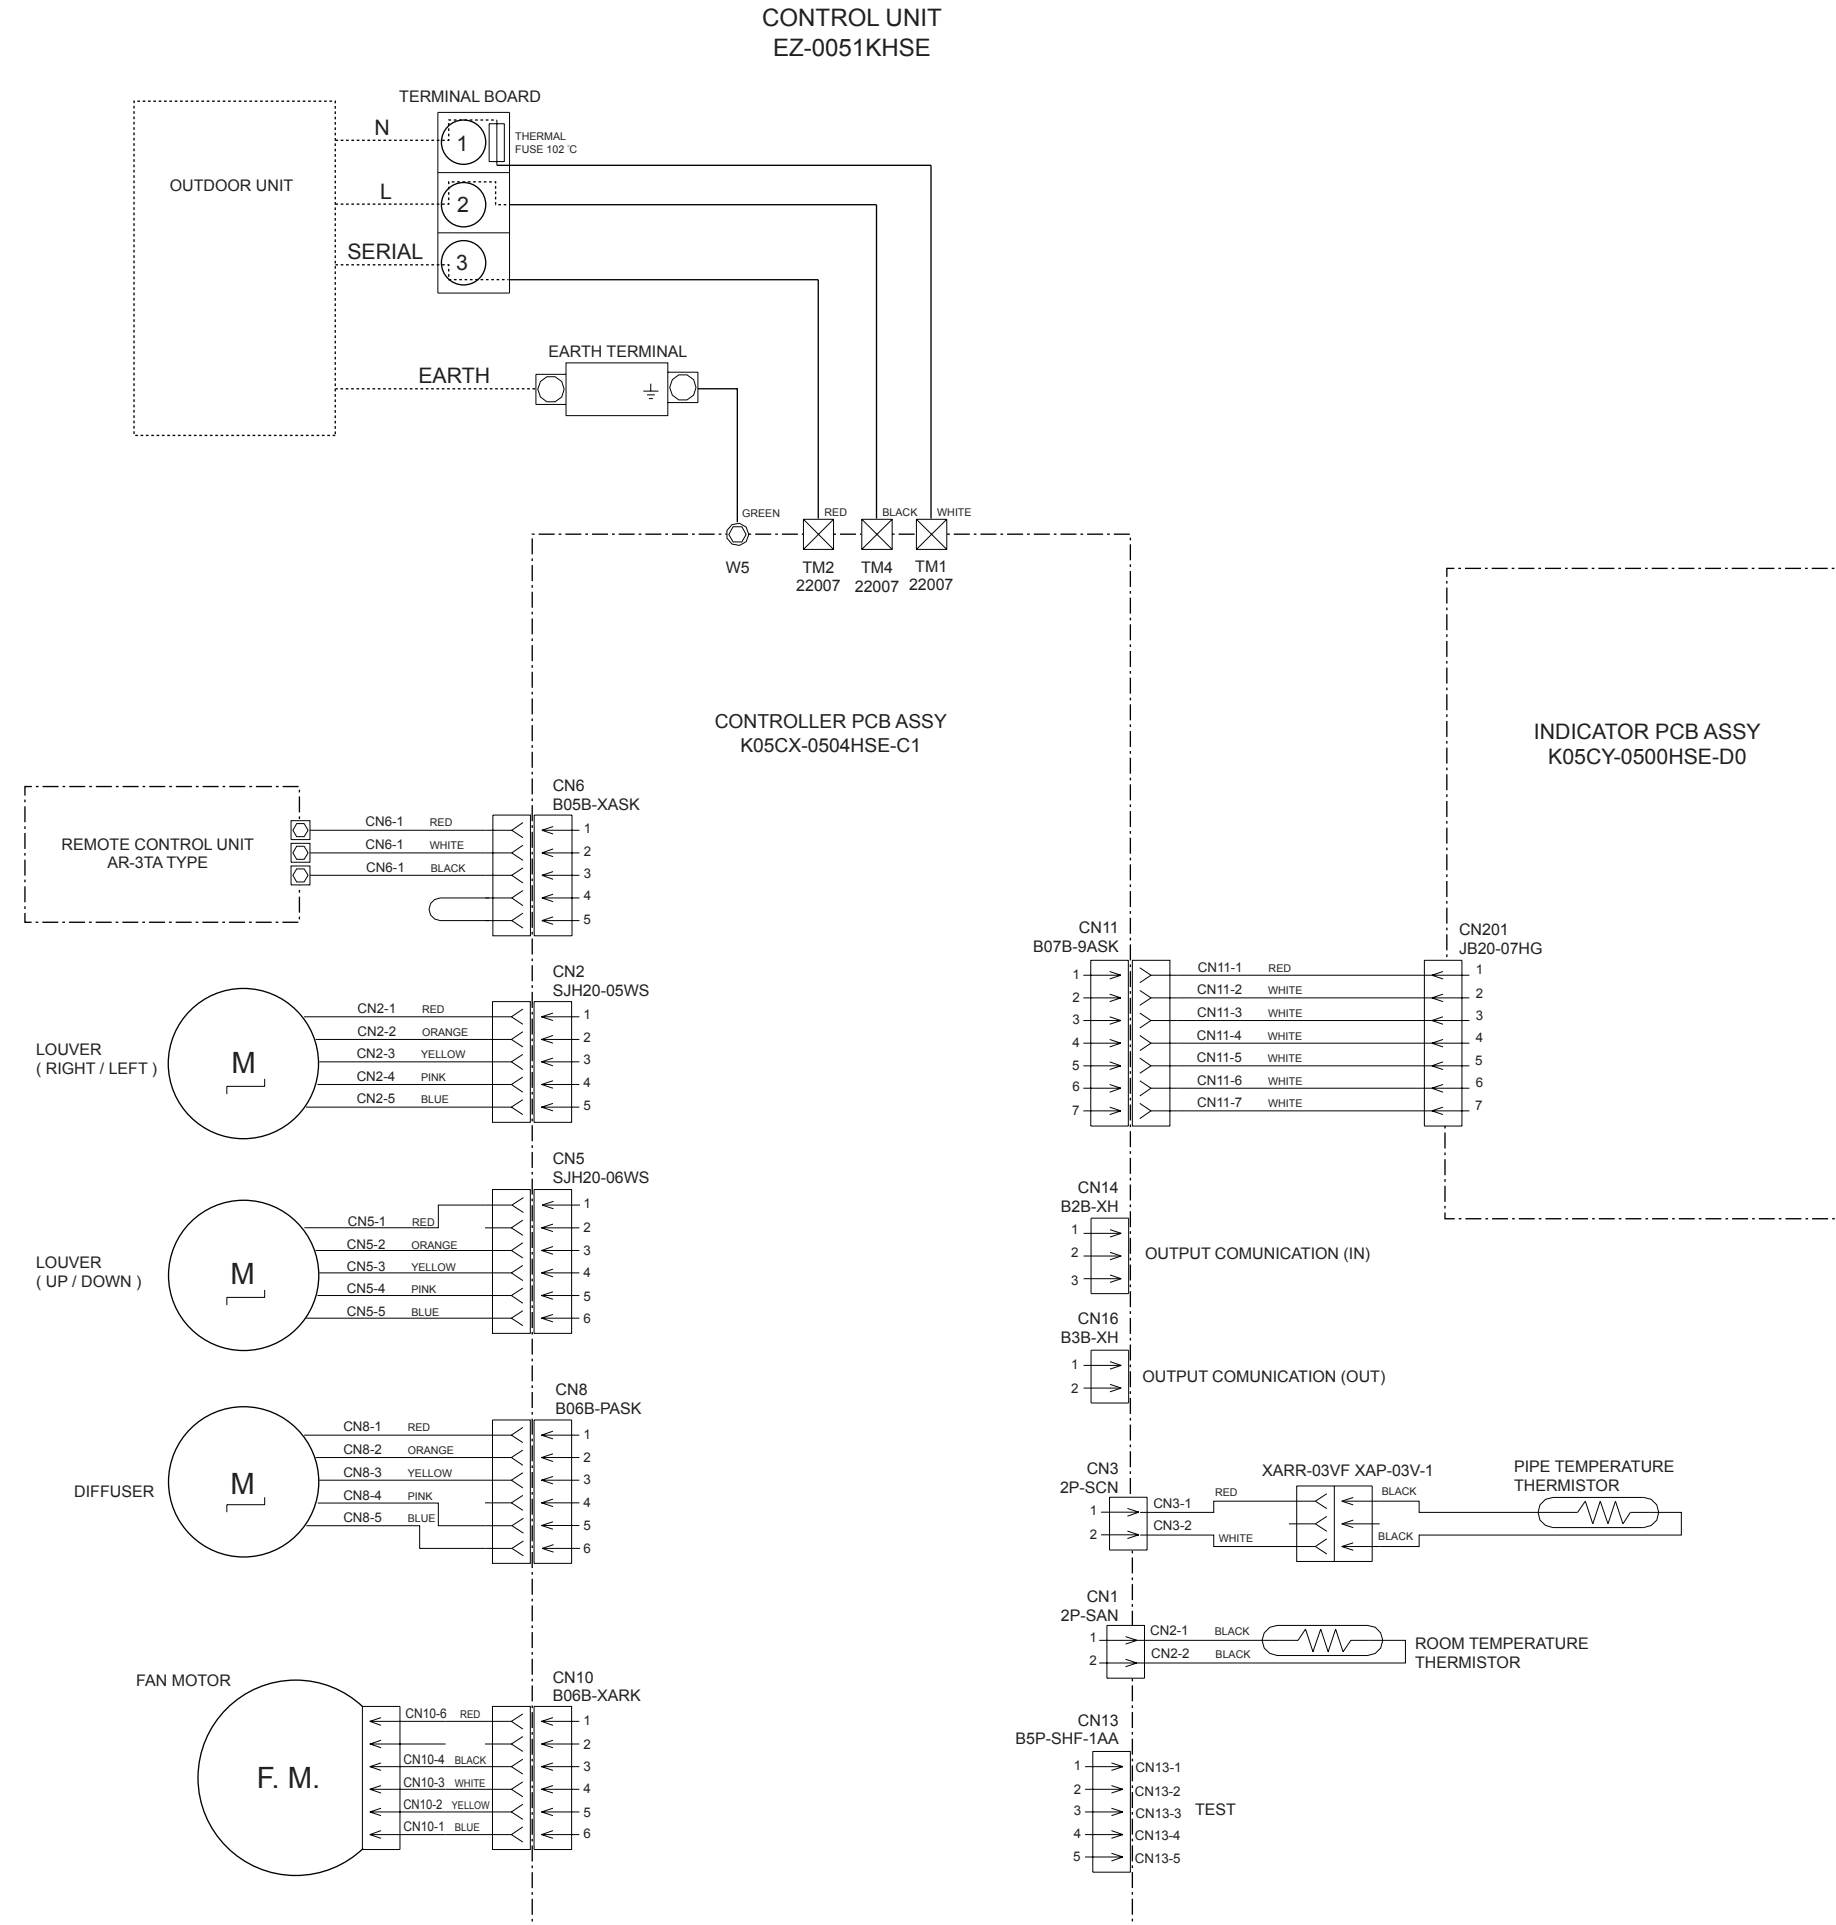 CONTROL UNIT
EZ-0051KHSE
TERMINAL BOARD
N
1
THERMAL
FUSE 102 °C
OUTDOOR UNIT
L
2
SERIAL
3
EARTH TERMINAL
EARTH
GREEN
RED
BLACK
WHITE
W5
TM2
22007
TM4
22007
TM1
22007
CONTROLLER PCB ASSY
K05CX-0504HSE-C1
INDICATOR PCB ASSY
K05CY-0500HSE-D0
REMOTE CONTROL UNIT
AR-3TA TYPE
CN6
B05B-XASK
CN6-1 RED 1
CN6-1 WHITE 2
CN6-1 BLACK 3
4
5
LOUVER
( RIGHT / LEFT )
M
CN2
SJH20-05WS
CN2-1 RED 1
CN2-2 ORANGE 2
CN2-3 YELLOW 3
CN2-4 PINK 4
CN2-5 BLUE 5
CN11
B07B-9ASK
CN201
JB20-07HG
1 CN11-1 RED 1
2 CN11-2 WHITE 2
3 CN11-3 WHITE 3
4 CN11-4 WHITE 4
5 CN11-5 WHITE 5
6 CN11-6 WHITE 6
7 CN11-7 WHITE 7
LOUVER
( UP / DOWN )
M
CN5
SJH20-06WS
1
CN5-1 RED 2
CN5-2 ORANGE 3
CN5-3 YELLOW 4
CN5-4 PINK 5
CN5-5 BLUE 6
CN14
B2B-XH
1
2
3
OUTPUT COMUNICATION (IN)
CN16
B3B-XH
1
2
OUTPUT COMUNICATION (OUT)
DIFFUSER
M
CN8
B06B-PASK
CN8-1 RED 1
CN8-2 ORANGE 2
CN8-3 YELLOW 3
CN8-4 PINK 4
CN8-5 BLUE 5
6
CN3
2P-SCN
XARR-03VF XAP-03V-1
PIPE TEMPERATURE
THERMISTOR
1 CN3-1 RED BLACK
2 CN3-2 WHITE BLACK
CN1
2P-SAN
1 CN2-1 BLACK
2 CN2-2 BLACK
ROOM TEMPERATURE
THERMISTOR
FAN MOTOR
F. M.
CN10
B06B-XARK
CN10-6 RED 1
2
CN10-4 BLACK 3
CN10-3 WHITE 4
CN10-2 YELLOW 5
CN10-1 BLUE 6
CN13
B5P-SHF-1AA
1 CN13-1
2 CN13-2
3 CN13-3
4 CN13-4
5 CN13-5
TEST